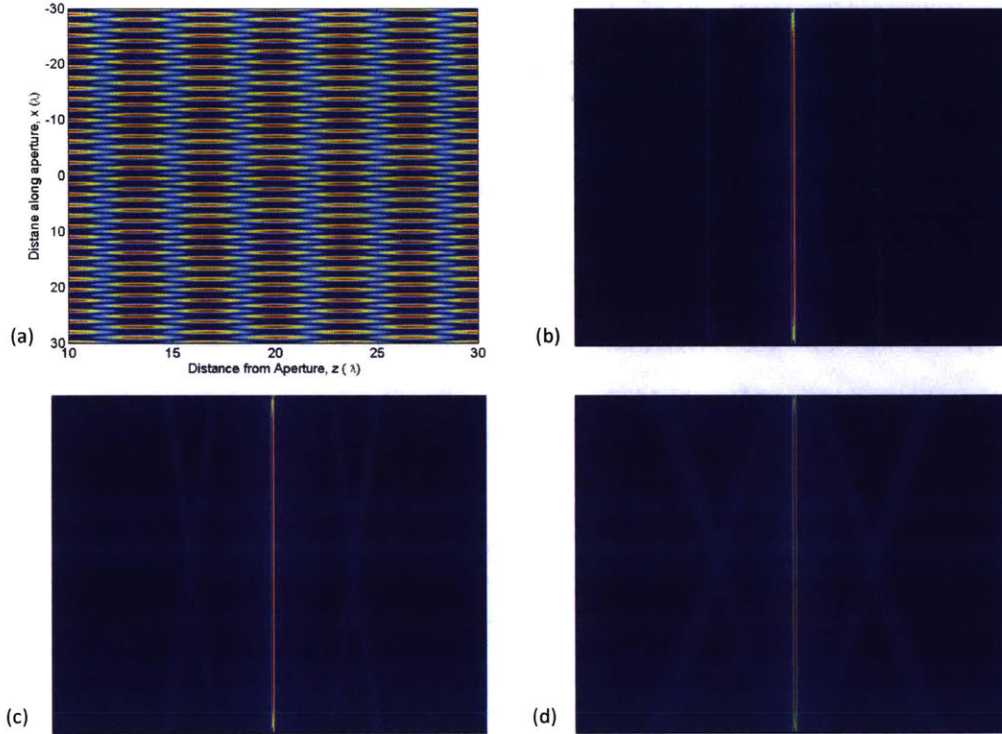 -30
-20
-10
0
10
20
30
Distane along aperture, x (λ)
10 15 20 25 30
Distance from Aperture, z ( λ)
(a)
(b)
(c)
(d)